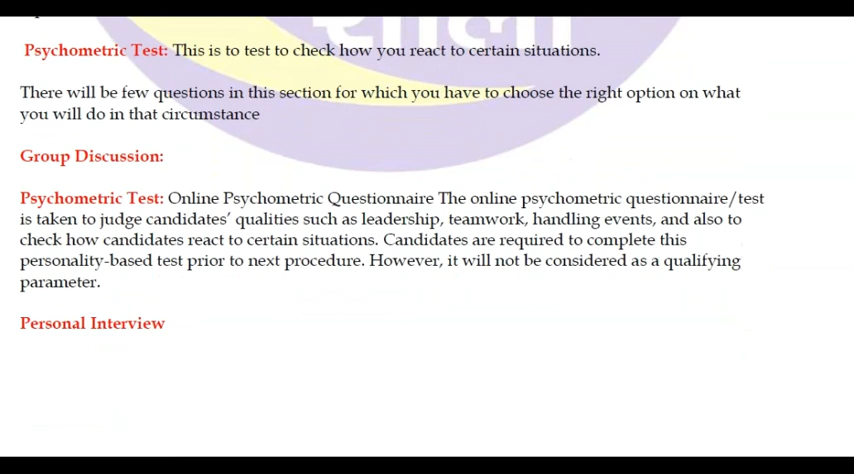 Psychometric Test: This is to test to check how you react to certain situations.
There will be few questions in this section for which you have to choose the right option on what
you will do in that circumstance
Group Discussion:
Psychometric Test: Online Psychometric Questionnaire The online psychometric questionnaire/test
is taken to judge candidates’ qualities such as leadership, teamwork, handling events, and also to
check how candidates react to certain situations. Candidates are required to complete this
personality-based test prior to next procedure. However, it will not be considered as a qualifying
parameter.
Personal Interview